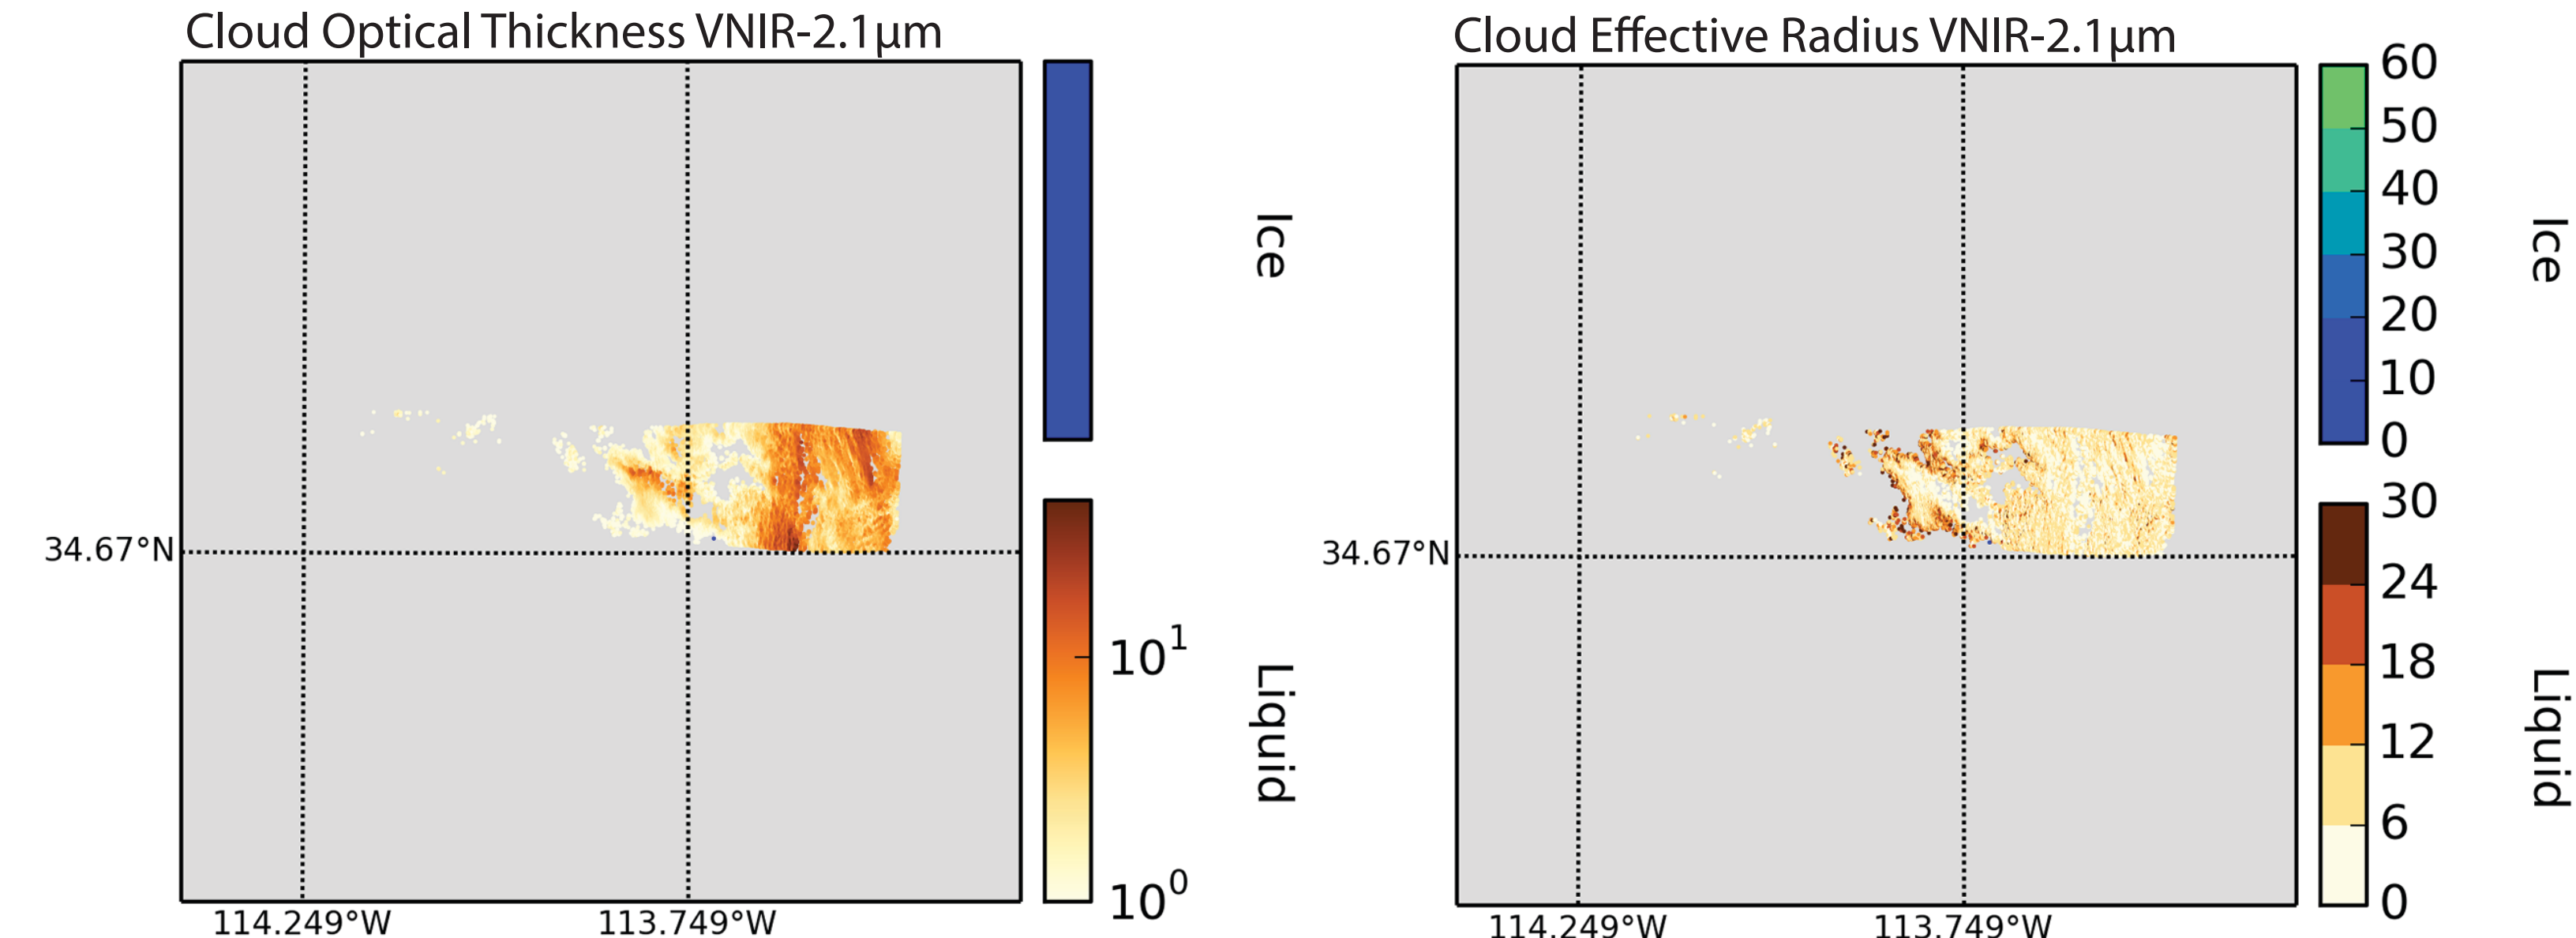 Cloud Optical Thickness VNIR-2.1μm
34.67°N
114.249°W
113.749°W
Ice
10¹
10⁰
Liquid
Cloud Effective Radius VNIR-2.1μm
34.67°N
114.249°W
113.749°W
60
50
40
30
20
10
0
Ice
30
24
18
12
6
0
Liquid